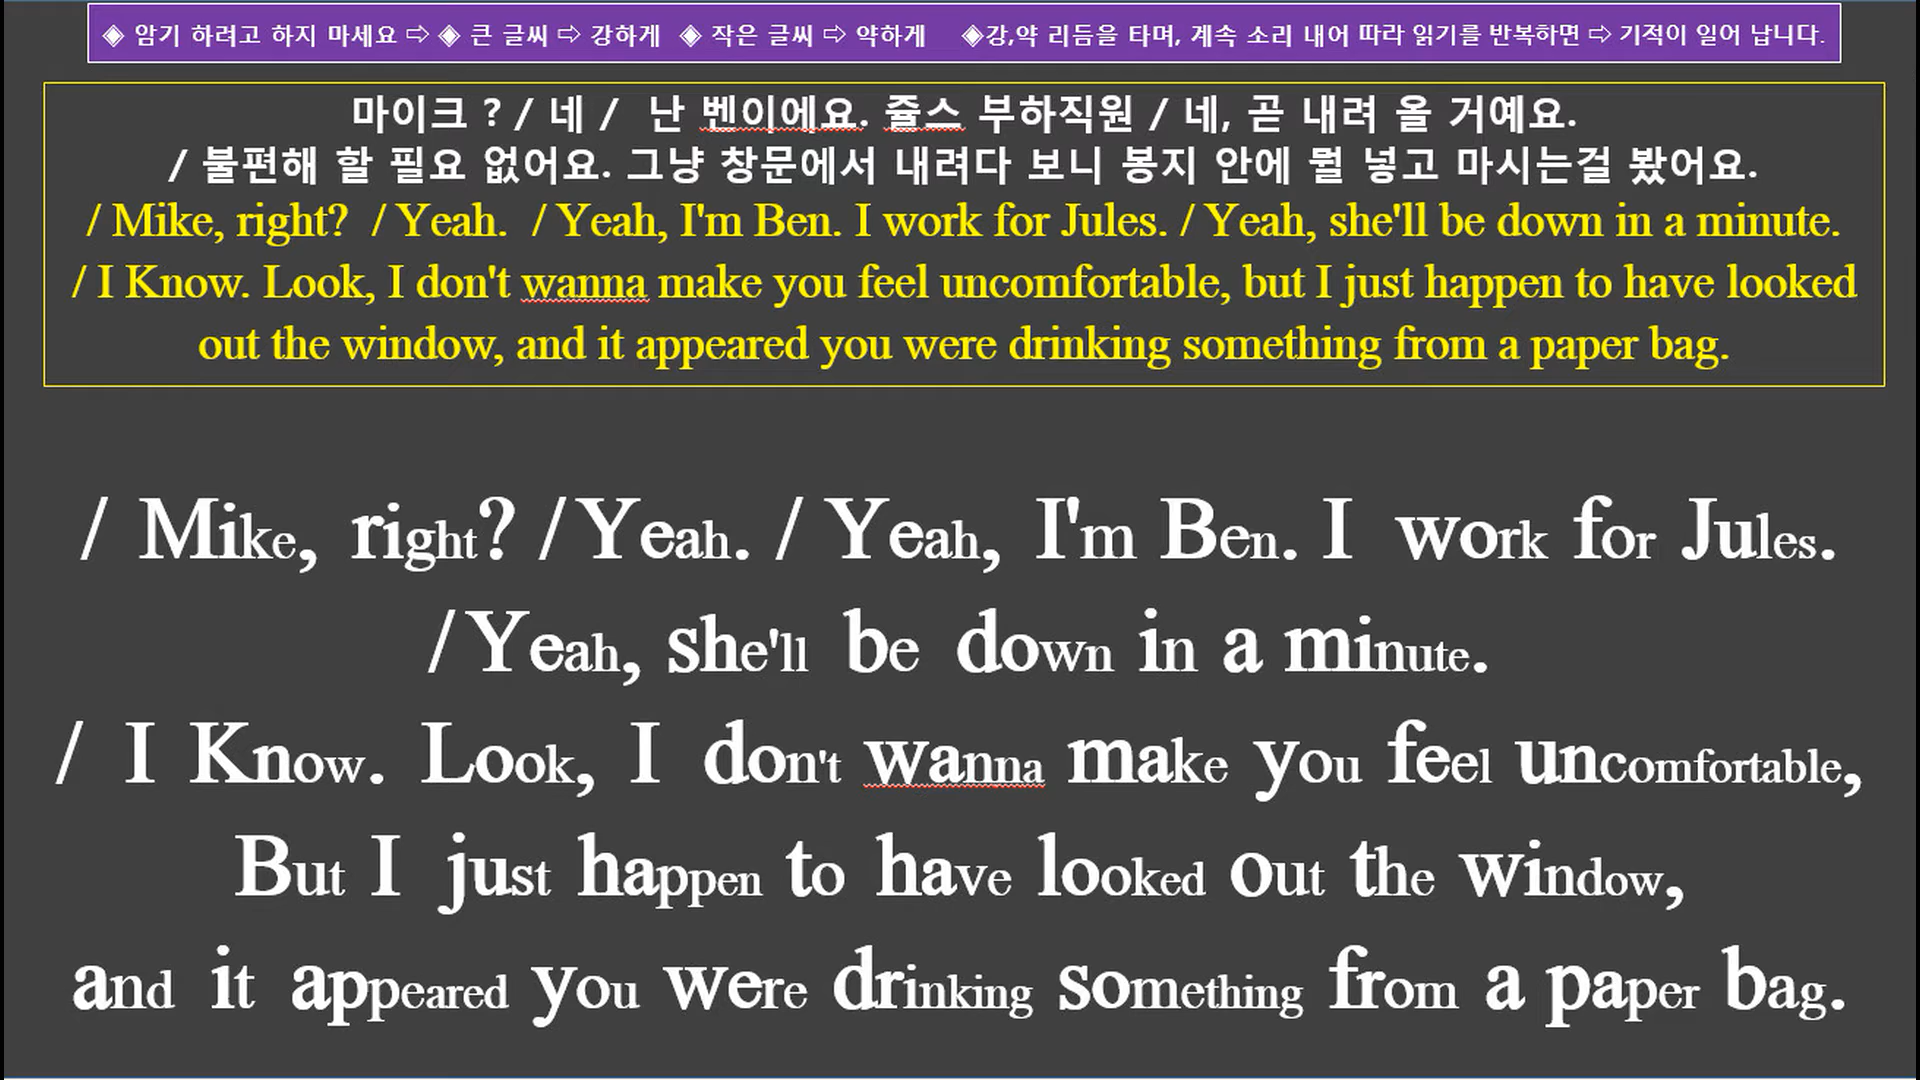 ◈ 암기 하려고 하지 마세요 ⇨ ◈ 큰 글씨 ⇨ 강하게 ◈ 작은 글씨 ⇨ 약하게 ◈강,약 리듬을 타며, 계속 소리 내어 따라 읽기를 반복하면 ⇨ 기적이 일어 납니다.
마이크 ? / 네 / 난 벤이에요. 쥴스 부하직원 / 네, 곧 내려 올 거예요.
/ 불편해 할 필요 없어요. 그냥 창문에서 내려다 보니 봉지 안에 뭘 넣고 마시는걸 봤어요.
/ Mike, right? / Yeah. / Yeah, I'm Ben. I work for Jules. / Yeah, she'll be down in a minute.
/ I Know. Look, I don't wanna make you feel uncomfortable, but I just happen to have looked
out the window, and it appeared you were drinking something from a paper bag.
/ Mike, right? / Yeah. / Yeah, I'm Ben. I work for Jules.
/ Yeah, she'll be down in a minute.
/ I Know. Look, I don't wanna make you feel uncomfortable,
But I just happen to have looked out the window,
and it appeared you were drinking something from a paper bag.